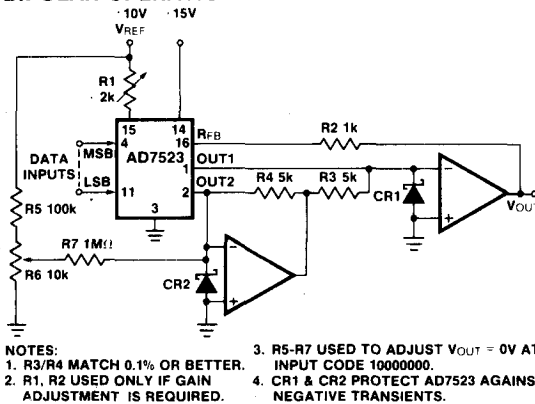 ·10V
·15V
VREF
R1
2k
15
14
4
MSB
AD7523
16
RFB
R2 1k
DATA
INPUTS
1
OUT1
LSB
11
2
OUT2
R4 5k
R3 5k
CR1
VOUT
3
R5 100k
R7 1MΩ
R6 10k
CR2
−
+
−
+
NOTES:
1. R3/R4 MATCH 0.1% OR BETTER.
2. R1, R2 USED ONLY IF GAIN
ADJUSTMENT IS REQUIRED.
3. R5-R7 USED TO ADJUST VOUT = 0V AT
INPUT CODE 10000000.
4. CR1 & CR2 PROTECT AD7523 AGAINS
NEGATIVE TRANSIENTS.